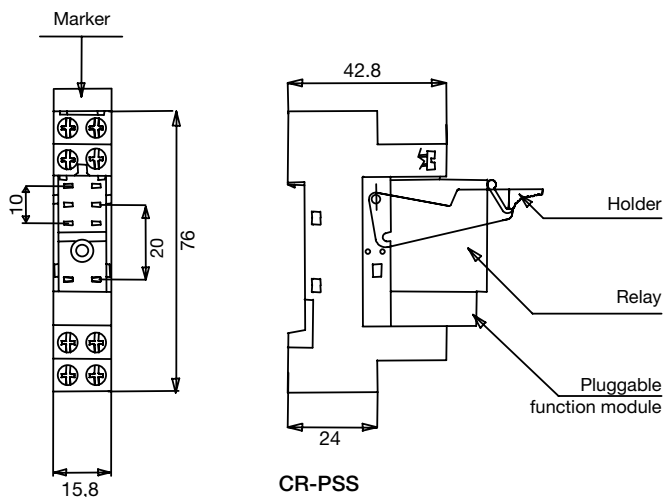 Marker
42.8
10
20
76
Holder
Relay
Pluggable
function module
24
15,8
CR-PSS